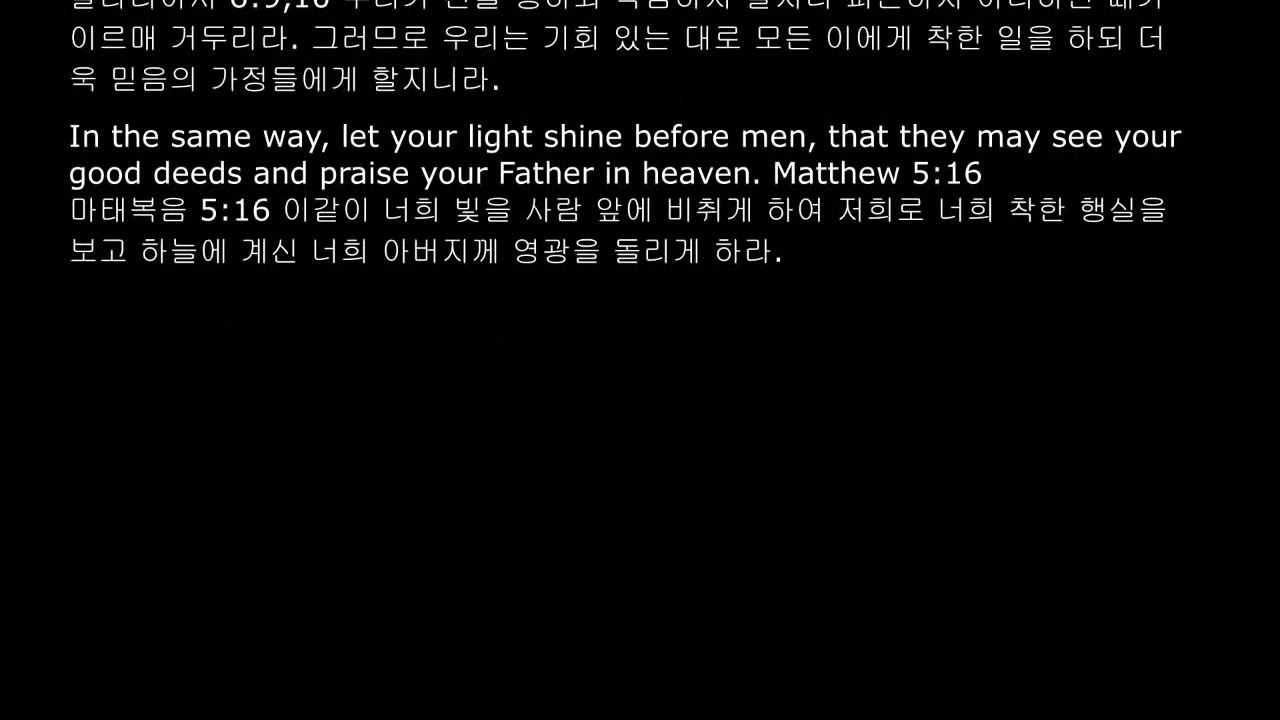 이르매 거두리라. 그러므로 우리는 기회 있는 대로 모든 이에게 착한 일을 하되 더
욱 믿음의 가정들에게 할지니라.
In the same way, let your light shine before men, that they may see your
good deeds and praise your Father in heaven. Matthew 5:16
마태복음 5:16 이같이 너희 빛을 사람 앞에 비취게 하여 저희로 너희 착한 행실을
보고 하늘에 계신 너희 아버지께 영광을 돌리게 하라.